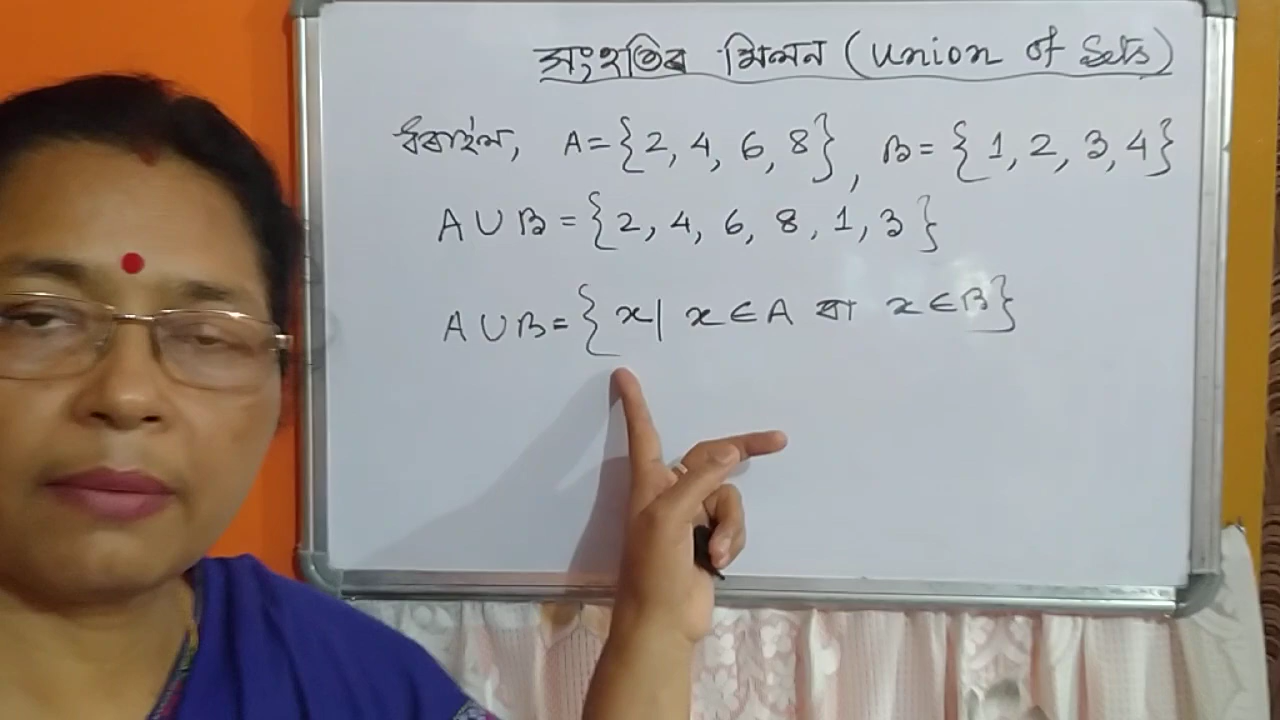 সংহতিৰ মিলন (Union of Sets)
ধৰাহ'ল, A = {2, 4, 6, 8}, B = {1, 2, 3, 4}
A ∪ B = {2, 4, 6, 8, 1, 3}
A ∪ B = {x| x ∈ A বা x ∈ B}